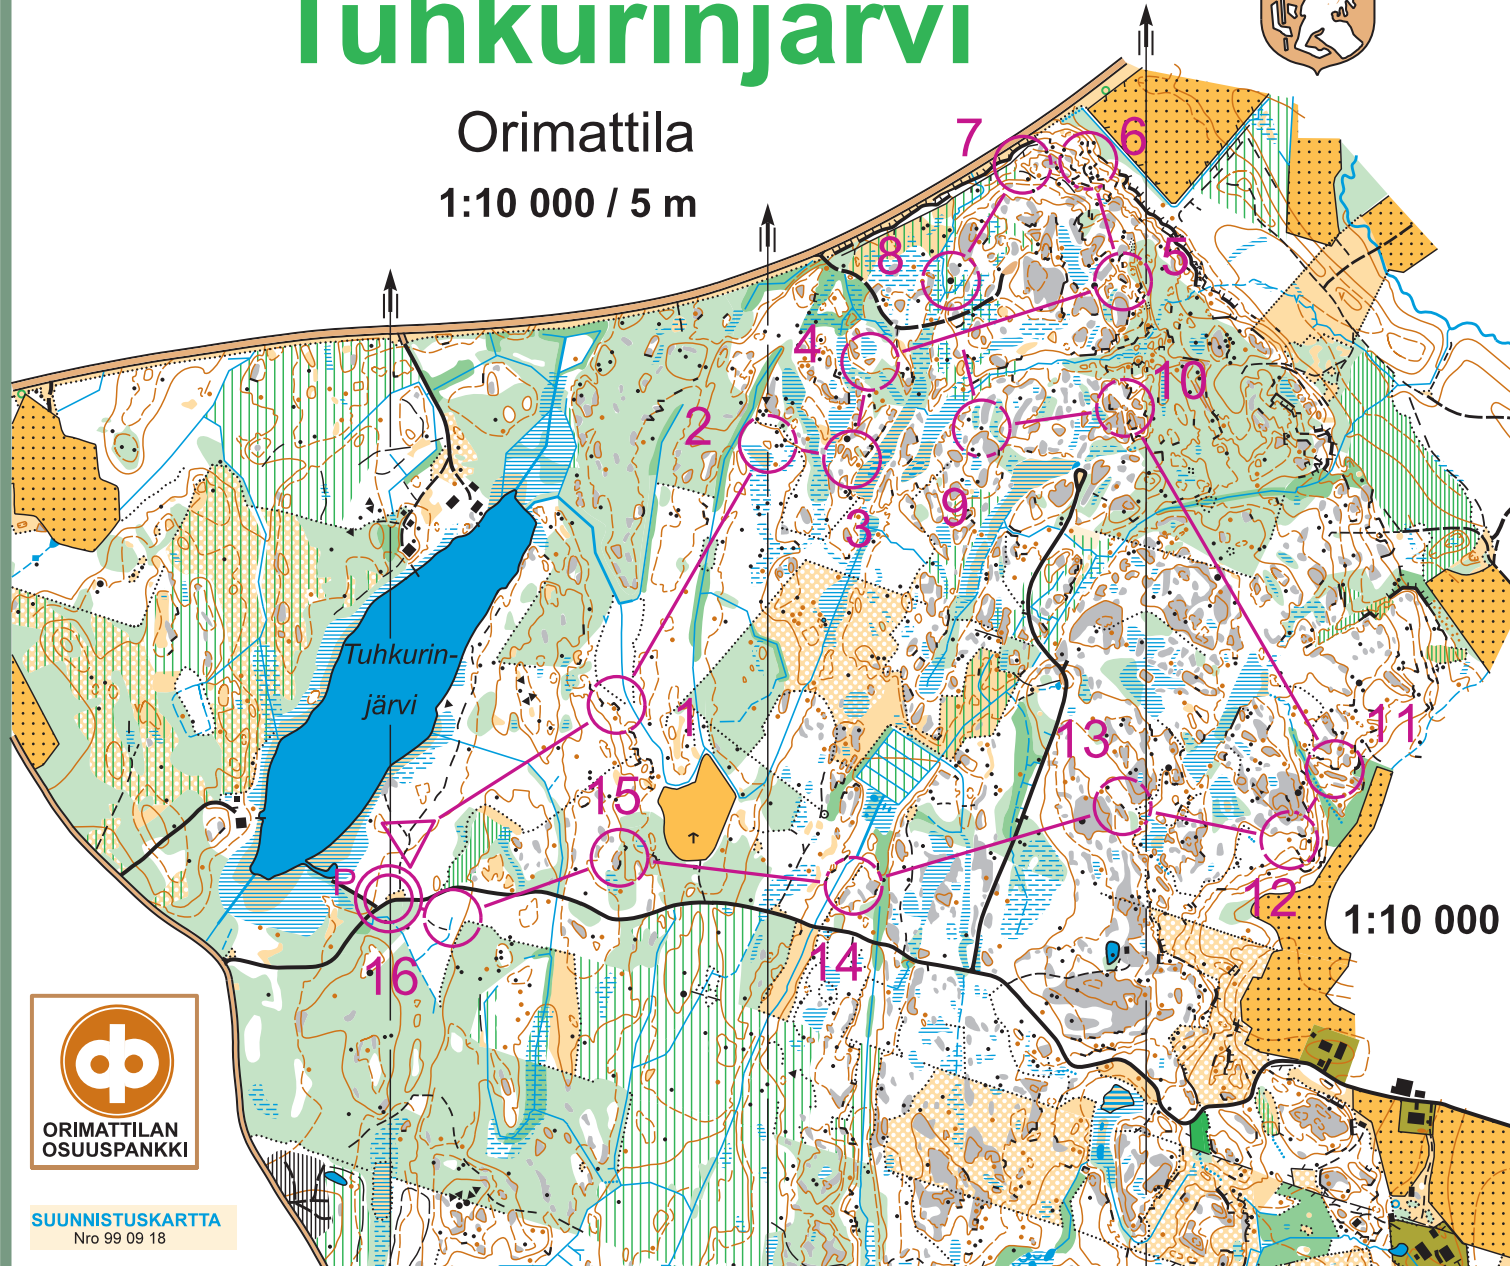 Tuhkurinjärvi
Orimattila
1:10 000 / 5 m
7
6
8
5
4
10
2
9
3
Tuhkurin-
järvi
1
11
13
15
P
12
1:10 000
14
16
ORIMATTILAN
OSUUSPANKKI
SUUNNISTUSKARTTA
Nro 99 09 18